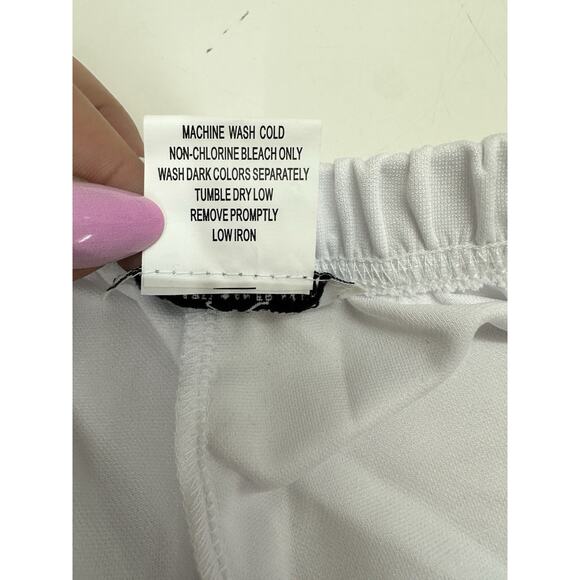 MACHINE WASH COLD
NON-CHLORINE BLEACH ONLY
WASH DARK COLORS SEPARATELY
TUMBLE DRY LOW
REMOVE PROMPTLY
LOW IRON